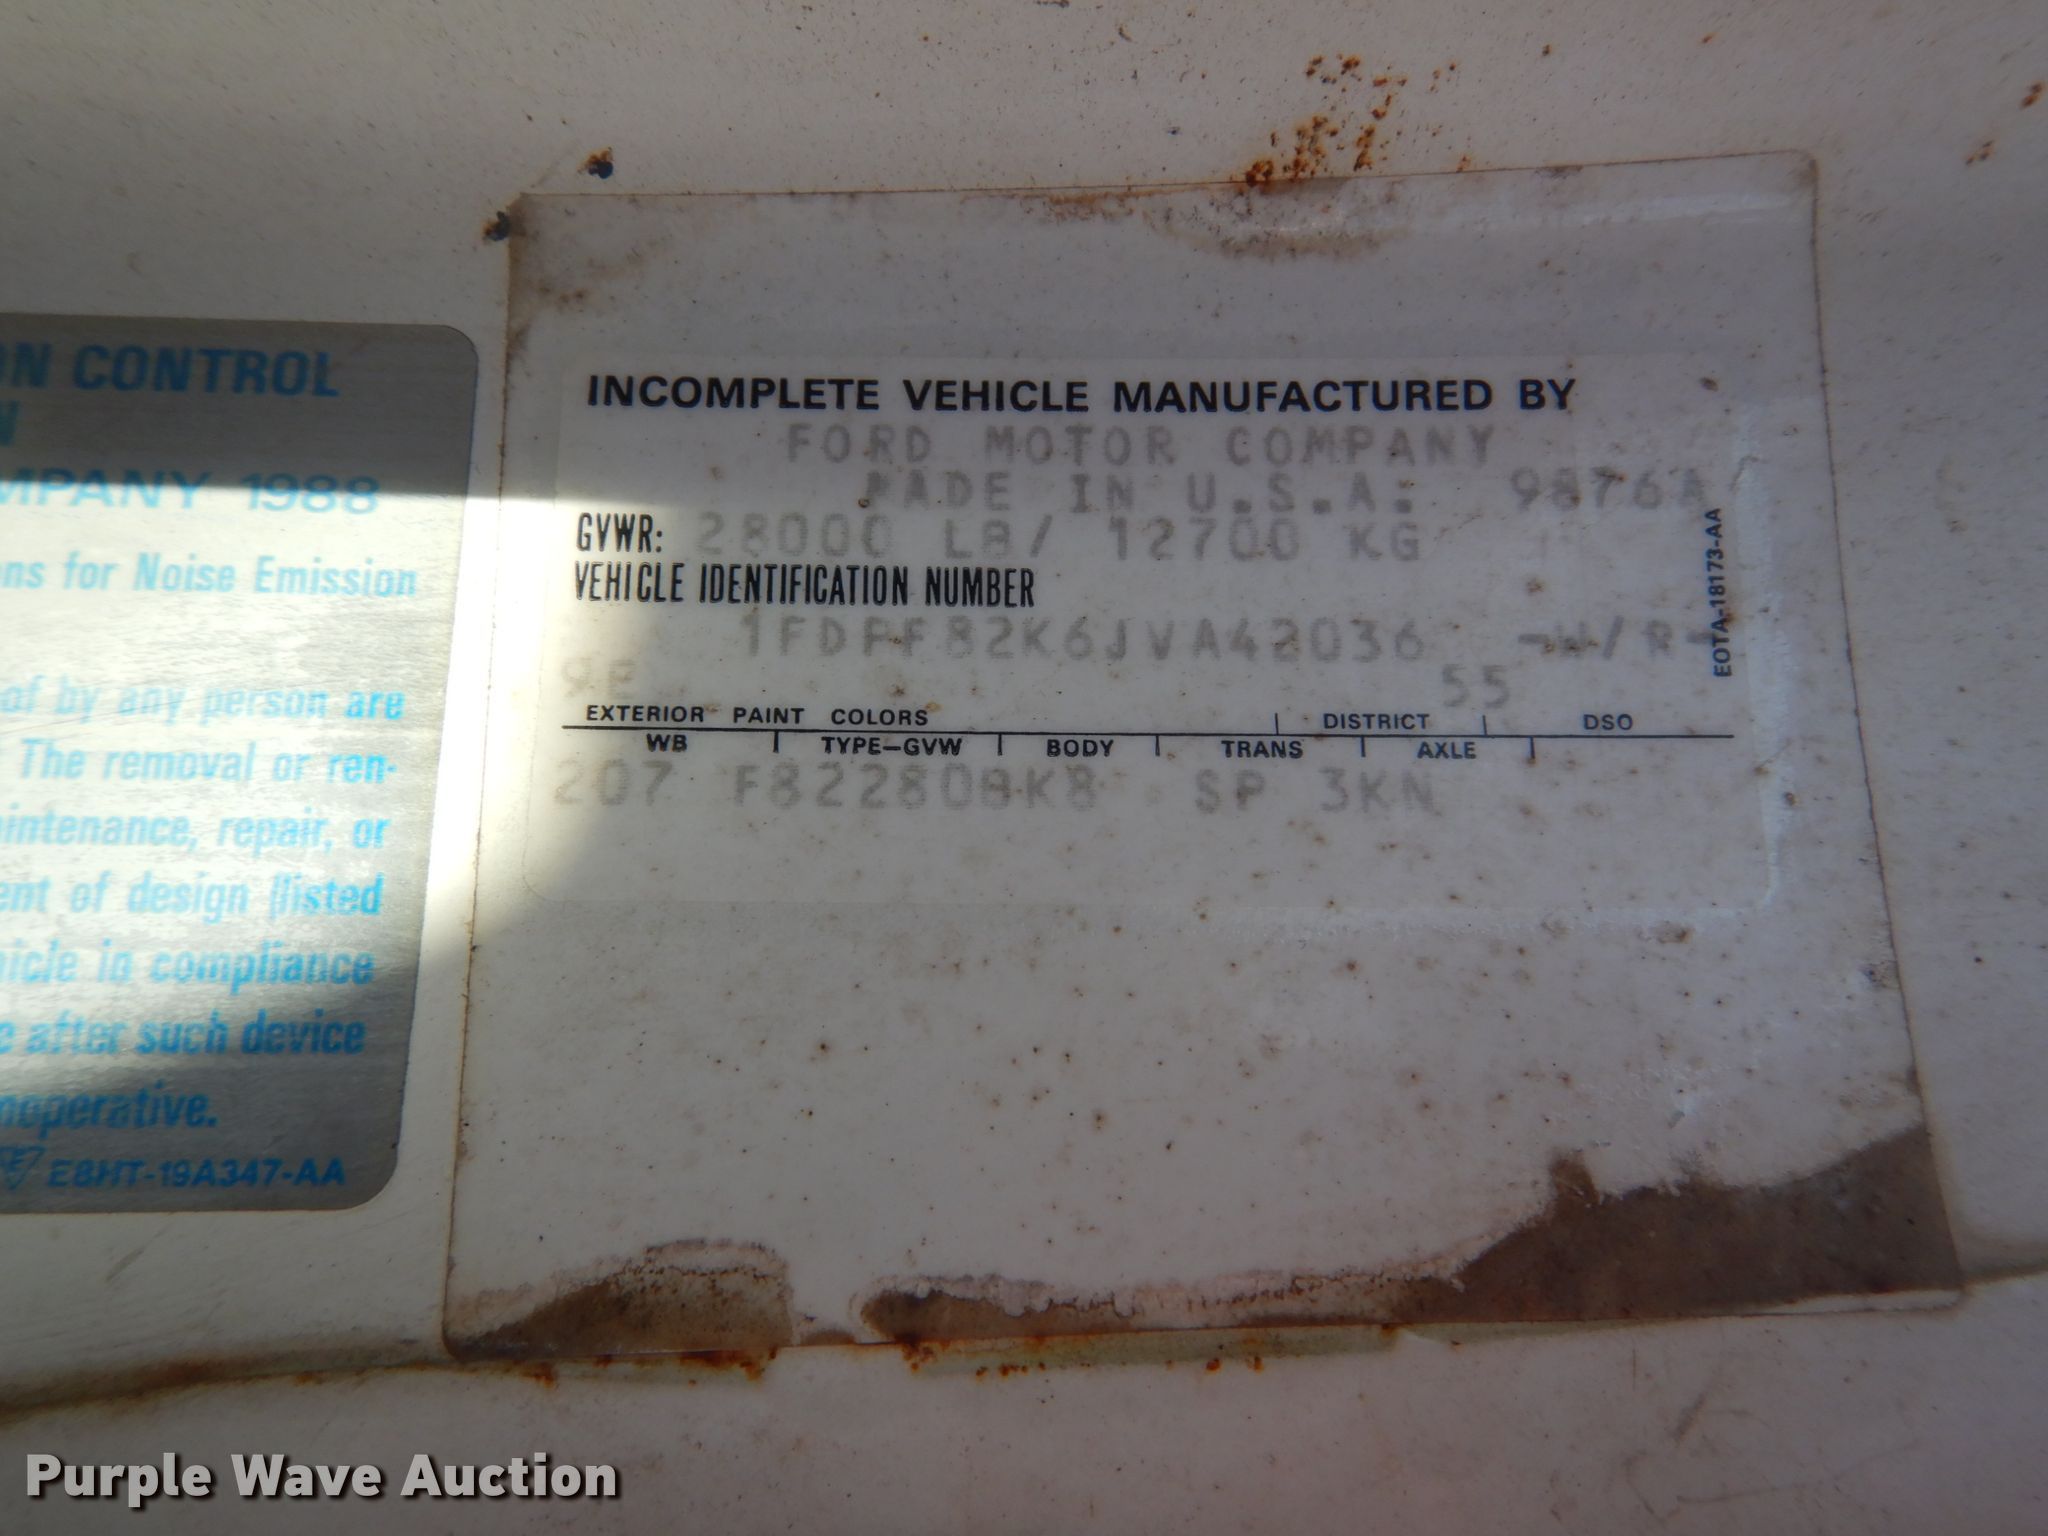 ON CONTROL
N
MPANY 1988
ons for Noise Emission
of by any person are
The removal or ren-
aintenance, repair, or
ent of design (listed
hicle in compliance
e after such device
noperative.
E8HT-19A347-AA
INCOMPLETE VEHICLE MANUFACTURED BY
FORD MOTOR COMPANY
MADE IN U.S.A. 9876A
GVWR: 28000 LB/ 12700 KG
VEHICLE IDENTIFICATION NUMBER
1FDPF82K6JVA42036 -W/R-
9E 55
EXTERIOR PAINT COLORS DISTRICT DSO
WB TYPE-GVW BODY TRANS AXLE
207 F82280BK8 SP 3KN
EOTA-18173-AA
Purple Wave Auction